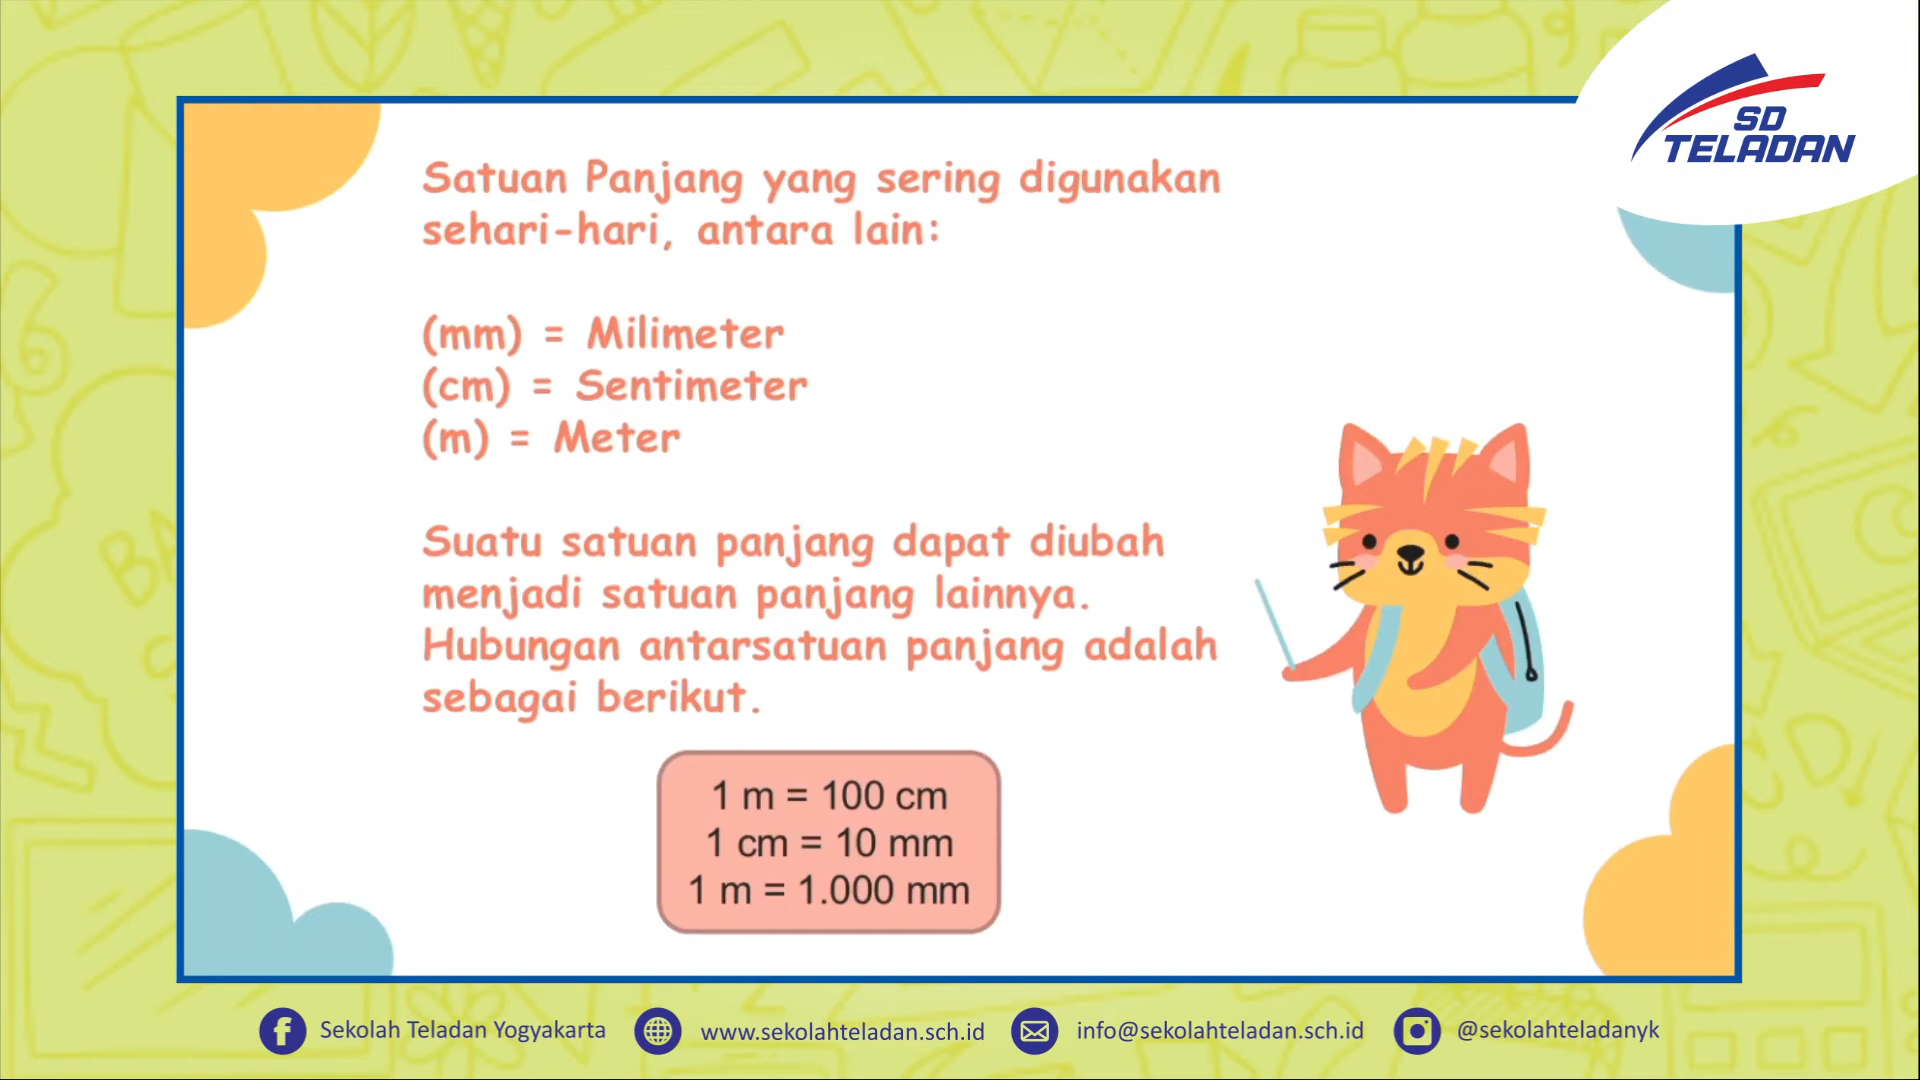 SD
TELADAN
Satuan Panjang yang sering digunakan
sehari-hari, antara lain:
(mm) = Milimeter
(cm) = Sentimeter
(m) = Meter
Suatu satuan panjang dapat diubah
menjadi satuan panjang lainnya.
Hubungan antarsatuan panjang adalah
sebagai berikut.
1 m = 100 cm
1 cm = 10 mm
1 m = 1.000 mm
Sekolah Teladan Yogyakarta
www.sekolahteladan.sch.id
info@sekolahteladan.sch.id
@sekolahteladanyk